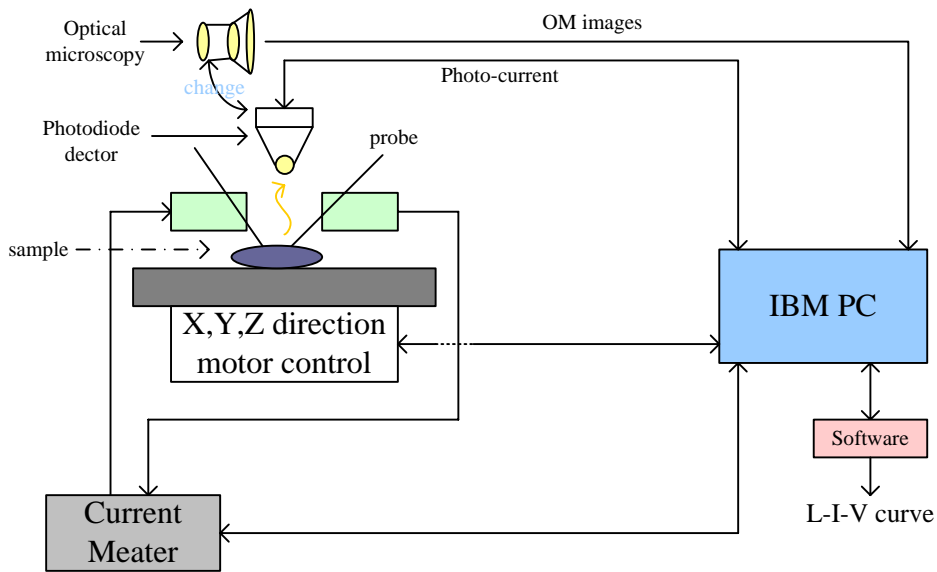 Optical
microscopy
OM images
Photo-current
change
Photodiode
dector
probe
sample
X,Y,Z direction
motor control
IBM PC
Software
L-I-V curve
Current
Meater